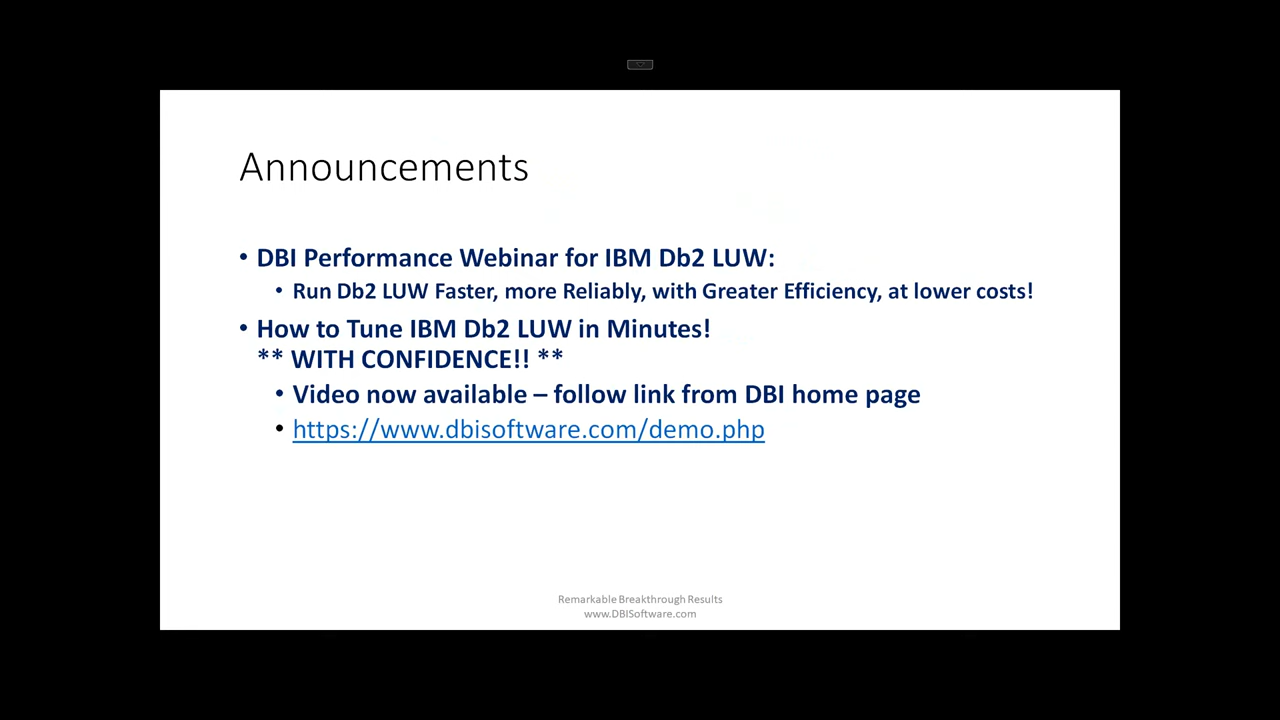 Announcements
• DBI Performance Webinar for IBM Db2 LUW:
• Run Db2 LUW Faster, more Reliably, with Greater Efficiency, at lower costs!
• How to Tune IBM Db2 LUW in Minutes!
** WITH CONFIDENCE!! **
• Video now available – follow link from DBI home page
• https://www.dbisoftware.com/demo.php
Remarkable Breakthrough Results
www.DBISoftware.com